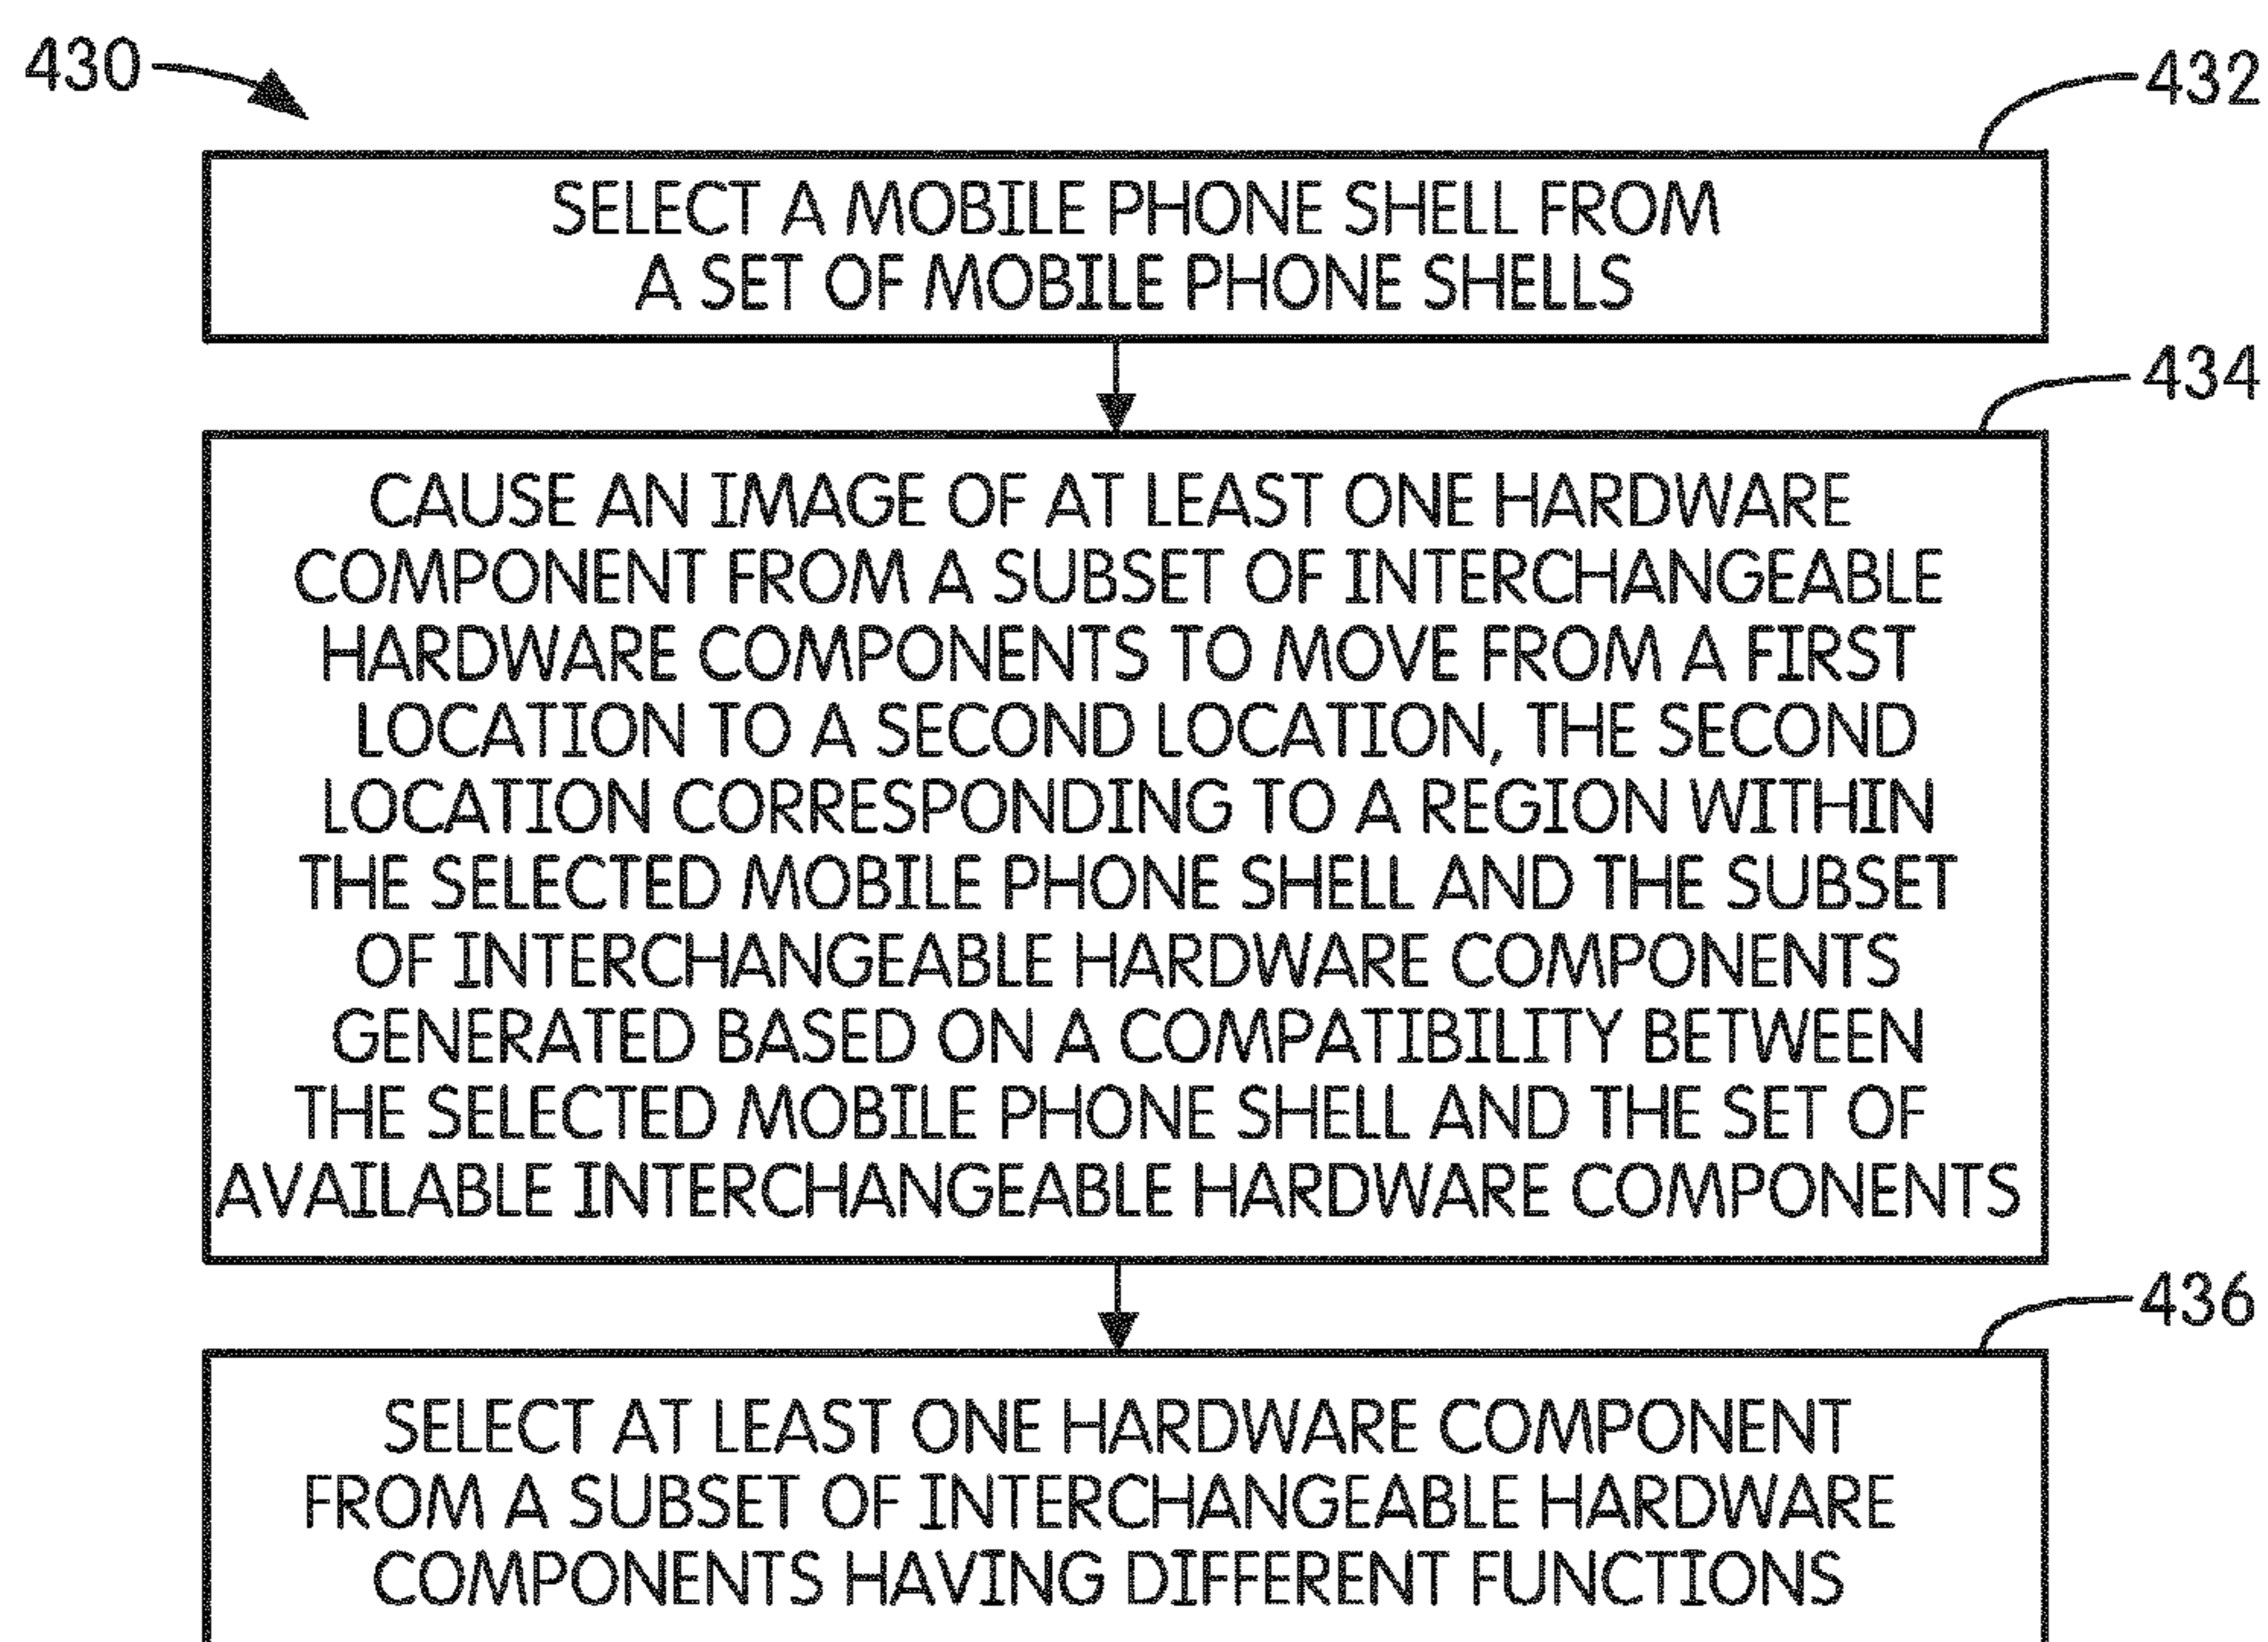 430
432
SELECT A MOBILE PHONE SHELL FROM
A SET OF MOBILE PHONE SHELLS
434
CAUSE AN IMAGE OF AT LEAST ONE HARDWARE
COMPONENT FROM A SUBSET OF INTERCHANGEABLE
HARDWARE COMPONENTS TO MOVE FROM A FIRST
LOCATION TO A SECOND LOCATION, THE SECOND
LOCATION CORRESPONDING TO A REGION WITHIN
THE SELECTED MOBILE PHONE SHELL AND THE SUBSET
OF INTERCHANGEABLE HARDWARE COMPONENTS
GENERATED BASED ON A COMPATIBILITY BETWEEN
THE SELECTED MOBILE PHONE SHELL AND THE SET OF
AVAILABLE INTERCHANGEABLE HARDWARE COMPONENTS
436
SELECT AT LEAST ONE HARDWARE COMPONENT
FROM A SUBSET OF INTERCHANGEABLE HARDWARE
COMPONENTS HAVING DIFFERENT FUNCTIONS